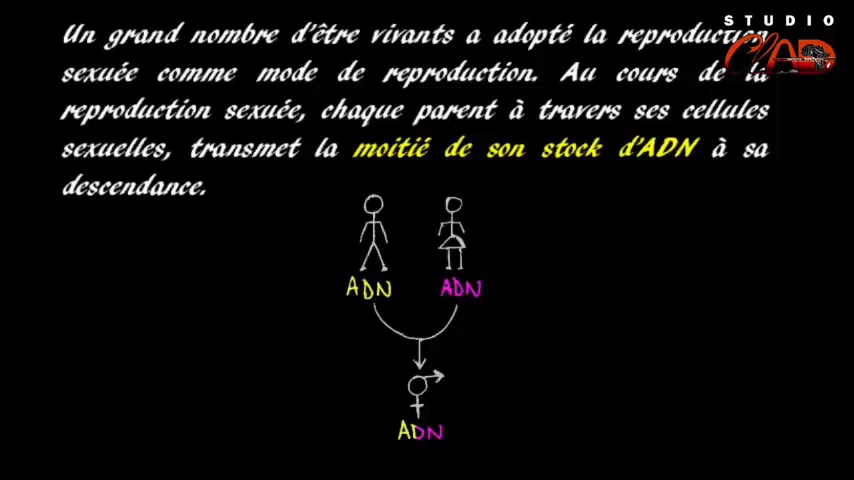 Un grand nombre d'être vivants a adopté la reproduction
sexuée comme mode de reproduction. Au cours de la
reproduction sexuée, chaque parent à travers ses cellules
sexuelles, transmet la moitié de son stock d'ADN à sa
descendance.
STUDIO
MAD
ADN
ADN
ADN